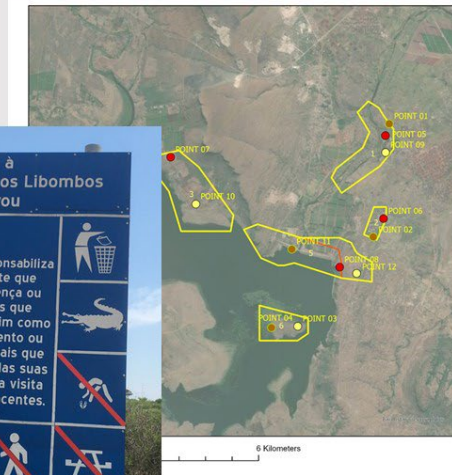 à
os Libombos
ou
onsabiliza
te que
ença ou
s que
im como
ento ou
ais que
das suas
a visita
ecentes.
POINT 01
POINT 05
POINT 09
1
POINT 07
3
POINT 10
POINT 06
2
POINT 02
POINT 11
5
POINT 08
POINT 12
POINT 04
POINT 03
6
6 Kilometers